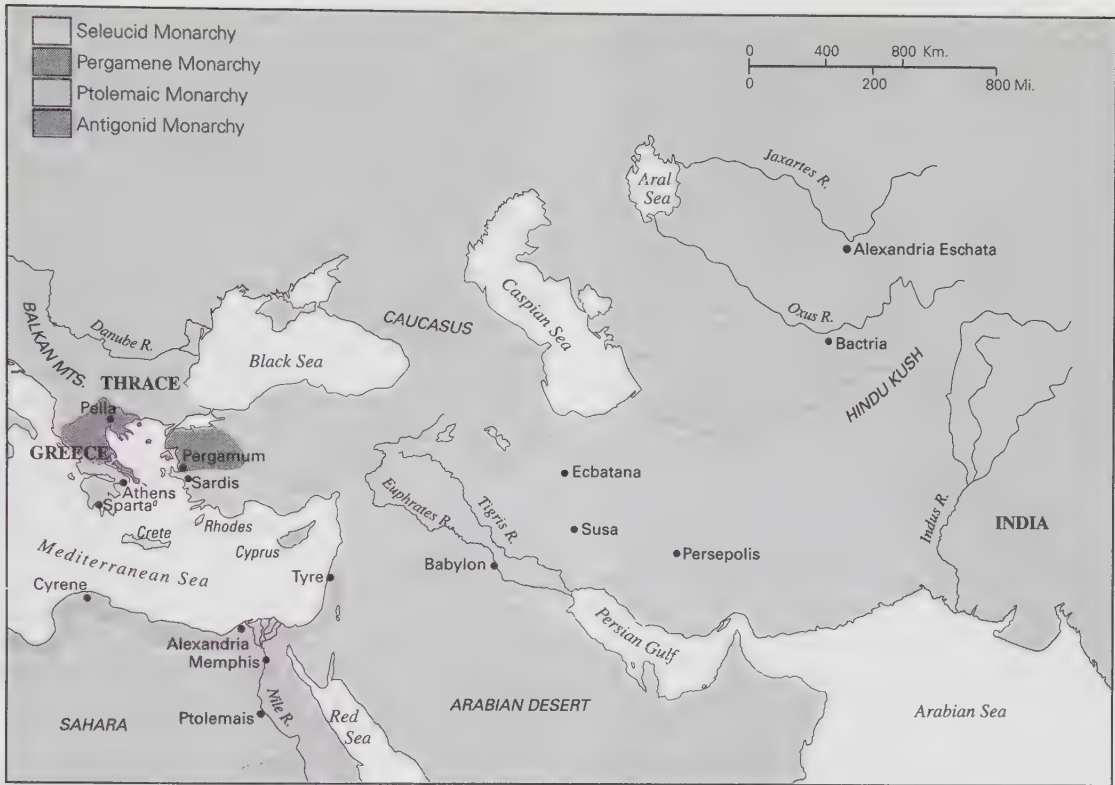 Seleucid Monarchy
Pergamene Monarchy
Ptolemaic Monarchy
Antigonid Monarchy
0 400 800 Km.
0 200 800 Mi.
Aral
Sea
Jaxartes R.
Alexandria Eschata
Caspian Sea
Oxus R.
Bactria
HINDU KUSH
CAUCASUS
BALKAN MTS.
Danube R.
Black Sea
THRACE
Pella
GREECE
Pergamum
Sardis
Athens
Sparta
Crete
Rhodes
Cyprus
Mediterranean Sea
Cyrene
Tyre
Ecbatana
Susa
Persepolis
Euphrates R.
Tigris R.
Babylon
Indus R.
INDIA
Persian Gulf
Alexandria
Memphis
Nile R.
Ptolemais
SAHARA
Red
Sea
ARABIAN DESERT
Arabian Sea